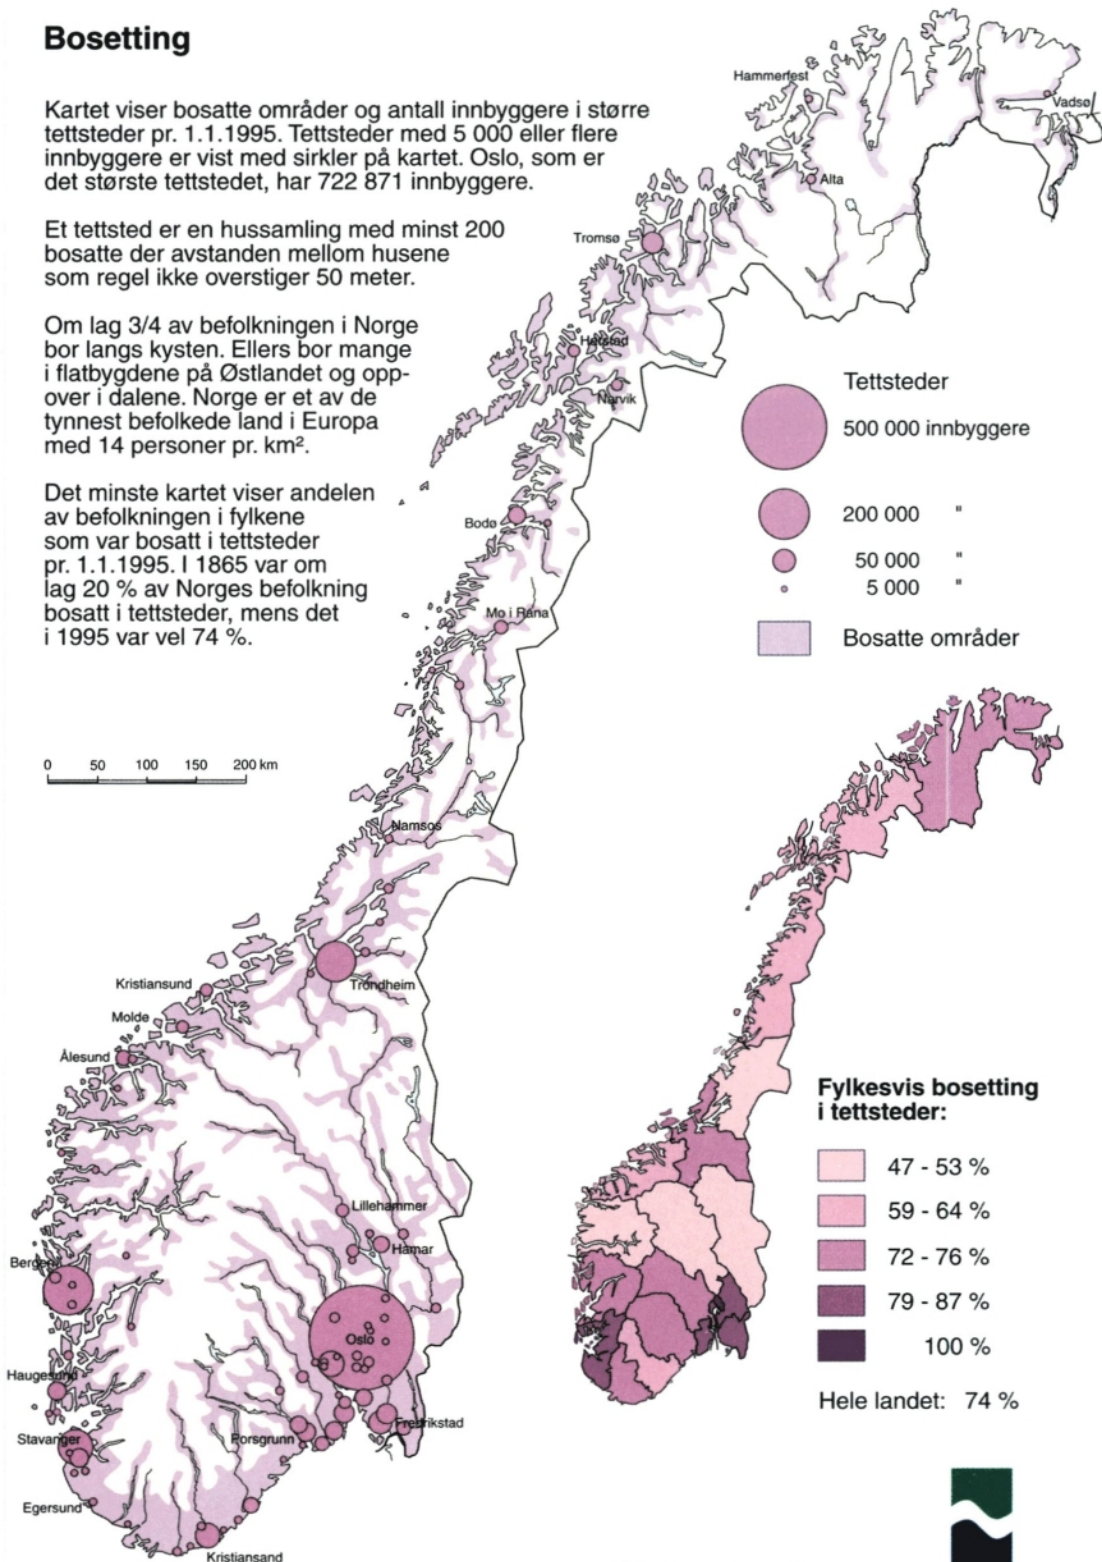 Bosetting
Kartet viser bosatte områder og antall innbyggere i større
tettsteder pr. 1.1.1995. Tettsteder med 5 000 eller flere
innbyggere er vist med sirkler på kartet. Oslo, som er
det største tettstedet, har 722 871 innbyggere.
Et tettsted er en hussamling med minst 200
bosatte der avstanden mellom husene
som regel ikke overstiger 50 meter.
Om lag 3/4 av befolkningen i Norge
bor langs kysten. Ellers bor mange
i flatbygdene på Østlandet og opp-
over i dalene. Norge er et av de
tynnest befolkede land i Europa
med 14 personer pr. km².
Det minste kartet viser andelen
av befolkningen i fylkene
som var bosatt i tettsteder
pr. 1.1.1995. I 1865 var om
lag 20 % av Norges befolkning
bosatt i tettsteder, mens det
i 1995 var vel 74 %.
0 50 100 150 200 km
Hammerfest
Vadsø
Alta
Tromsø
Harstad
Narvik
Bodø
Mo i Rana
Namsos
Trondheim
Kristiansund
Molde
Ålesund
Lillehammer
Hamar
Bergen
Oslo
Haugesund
Stavanger
Porsgrunn
Fredrikstad
Egersund
Kristiansand
Tettsteder
500 000 innbyggere
200 000 "
50 000 "
5 000 "
Bosatte områder
Fylkesvis bosetting
i tettsteder:
47 - 53 %
59 - 64 %
72 - 76 %
79 - 87 %
100 %
Hele landet: 74 %